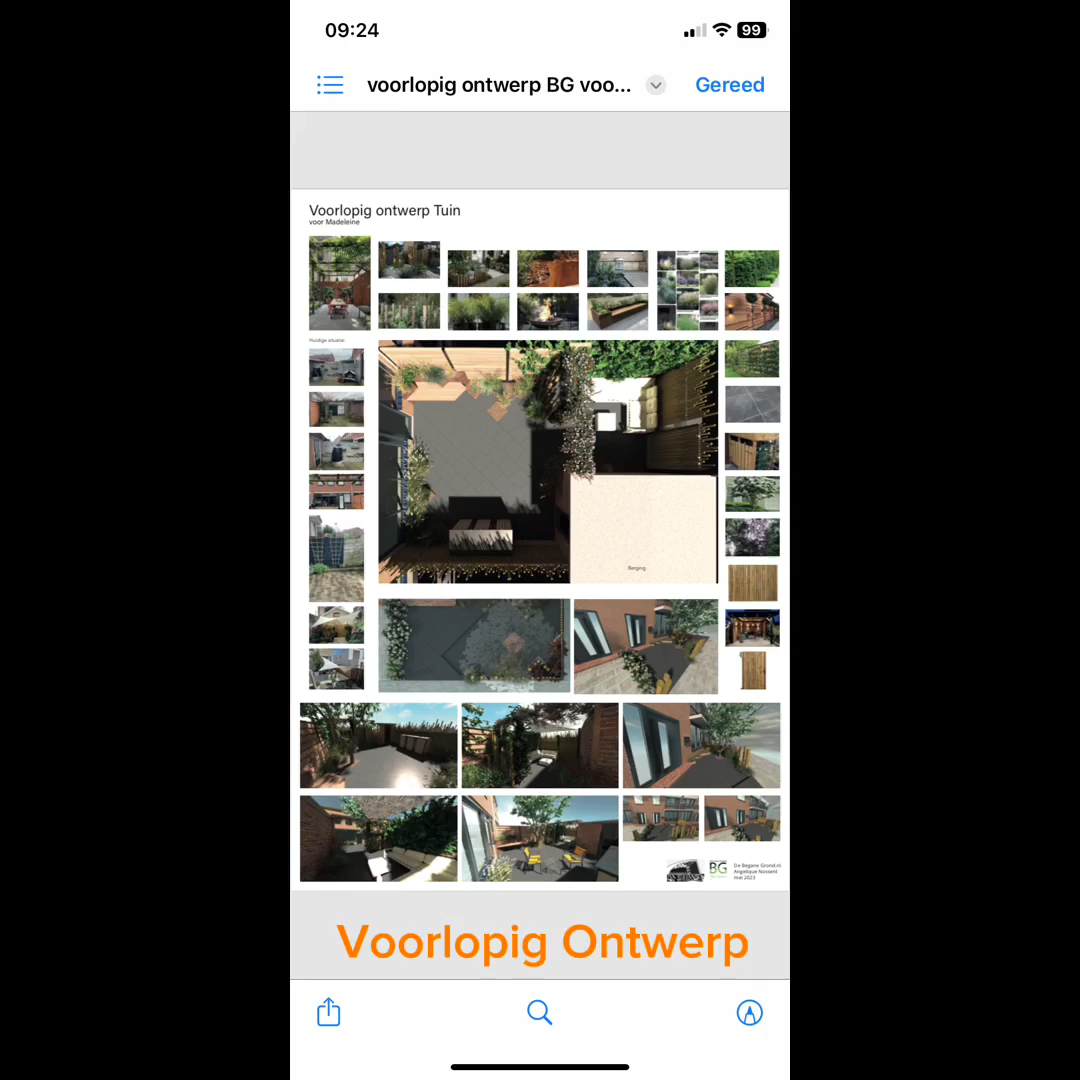 09:24
99
voorlopig ontwerp BG voo...
Gereed
Voorlopig ontwerp Tuin
voor Madeleine
Huidige situatie:
Berging
BG
De Begane Grond.nl
Angelique Nossent
mei 2023
Voorlopig Ontwerp